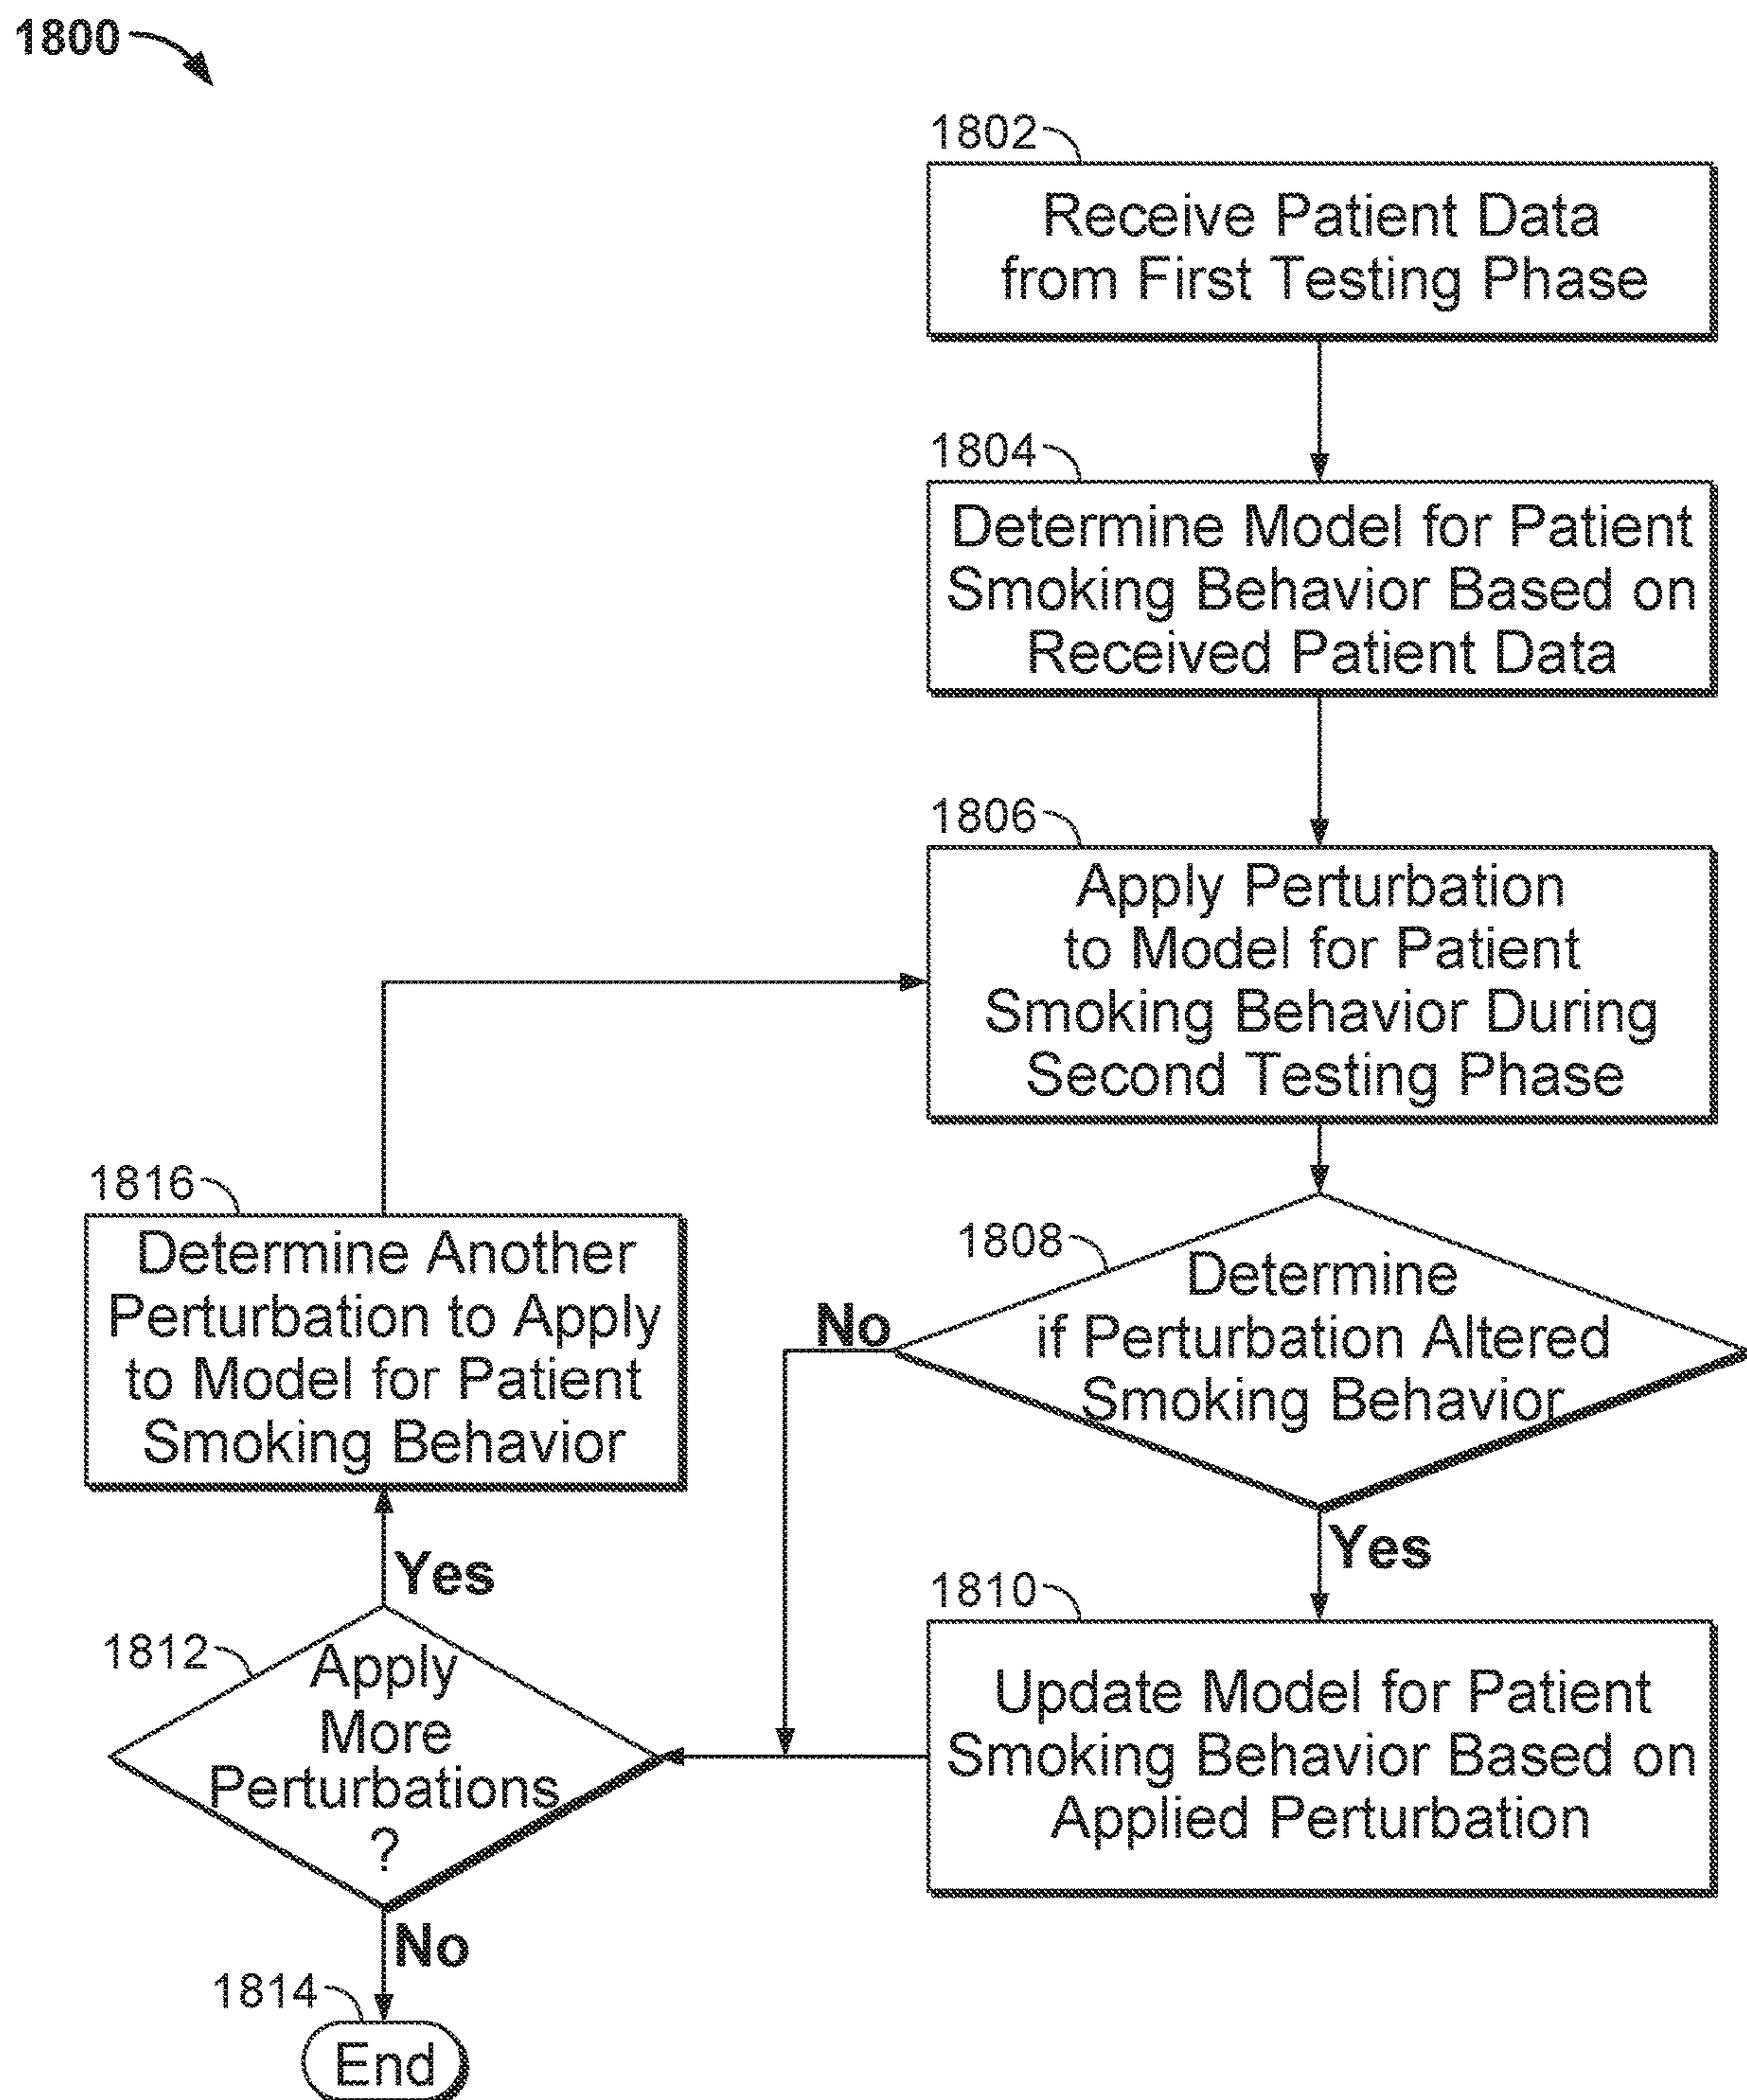 1800
1802
Receive Patient Data
from First Testing Phase
1804
Determine Model for Patient
Smoking Behavior Based on
Received Patient Data
1806
Apply Perturbation
to Model for Patient
Smoking Behavior During
Second Testing Phase
1808
Determine
if Perturbation Altered
Smoking Behavior
No
Yes
1810
Update Model for Patient
Smoking Behavior Based on
Applied Perturbation
1812
Apply
More
Perturbations
?
Yes
No
1816
Determine Another
Perturbation to Apply
to Model for Patient
Smoking Behavior
1814
End